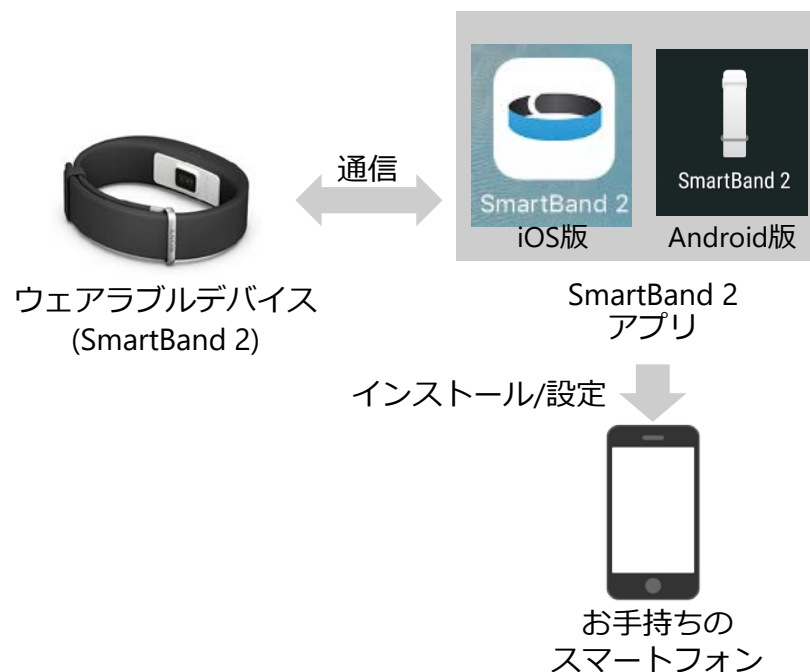 通信
SmartBand 2
SmartBand 2
iOS版
Android版
ウェアラブルデバイス
(SmartBand 2)
SmartBand 2
アプリ
インストール/設定
お手持ちの
スマートフォン